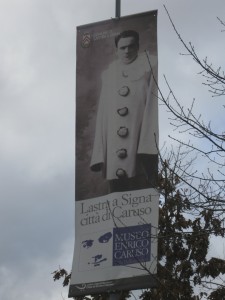 Lastra a Signa
città di Caruso
MUSEO
ENRICO
CARUSO